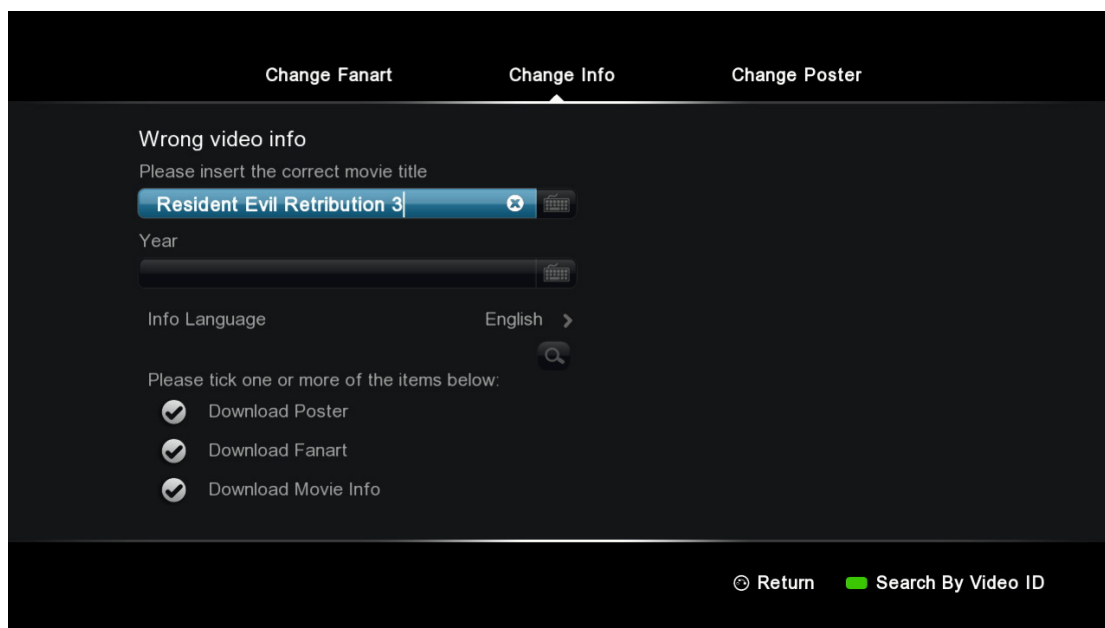 Change Fanart Change Info Change Poster
Wrong video info
Please insert the correct movie title
Resident Evil Retribution 3
Year
Info Language English
Please tick one or more of the items below:
Download Poster
Download Fanart
Download Movie Info
Return Search By Video ID